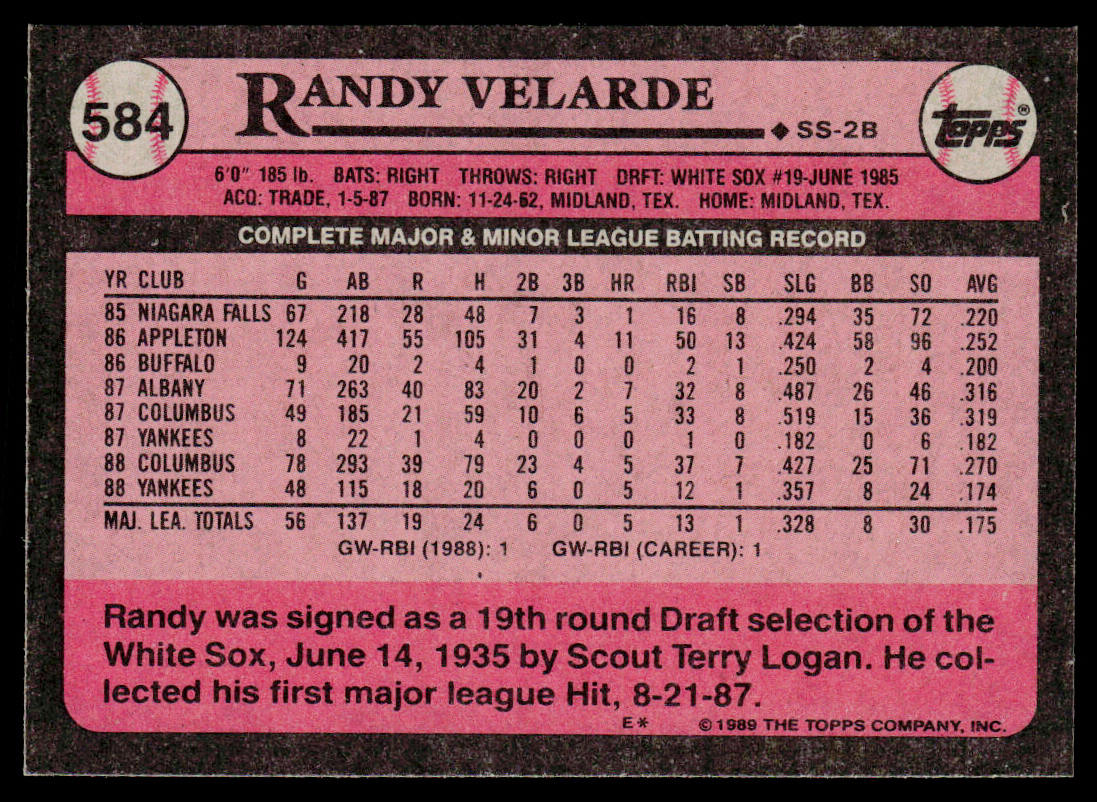 584
RANDY VELARDE
◆ SS-2B
topps®
6'0" 185 lb. BATS: RIGHT THROWS: RIGHT DRFT: WHITE SOX #19-JUNE 1985
ACQ: TRADE, 1-5-87 BORN: 11-24-62, MIDLAND, TEX. HOME: MIDLAND, TEX.
COMPLETE MAJOR & MINOR LEAGUE BATTING RECORD
YR CLUB G AB R H 2B 3B HR RBI SB SLG BB SO AVG
85 NIAGARA FALLS 67 218 28 48 7 3 1 16 8 .294 35 72 .220
86 APPLETON 124 417 55 105 31 4 11 50 13 .424 58 96 .252
86 BUFFALO 9 20 2 4 1 0 0 2 1 .250 2 4 .200
87 ALBANY 71 263 40 83 20 2 7 32 8 .487 26 46 .316
87 COLUMBUS 49 185 21 59 10 6 5 33 8 .519 15 36 .319
87 YANKEES 8 22 1 4 0 0 0 1 0 .182 0 6 .182
88 COLUMBUS 78 293 39 79 23 4 5 37 7 .427 25 71 .270
88 YANKEES 48 115 18 20 6 0 5 12 1 .357 8 24 .174
MAJ. LEA. TOTALS 56 137 19 24 6 0 5 13 1 .328 8 30 .175
GW-RBI (1988): 1 GW-RBI (CAREER): 1
Randy was signed as a 19th round Draft selection of the
White Sox, June 14, 1935 by Scout Terry Logan. He col-
lected his first major league Hit, 8-21-87.
E* © 1989 THE TOPPS COMPANY, INC.